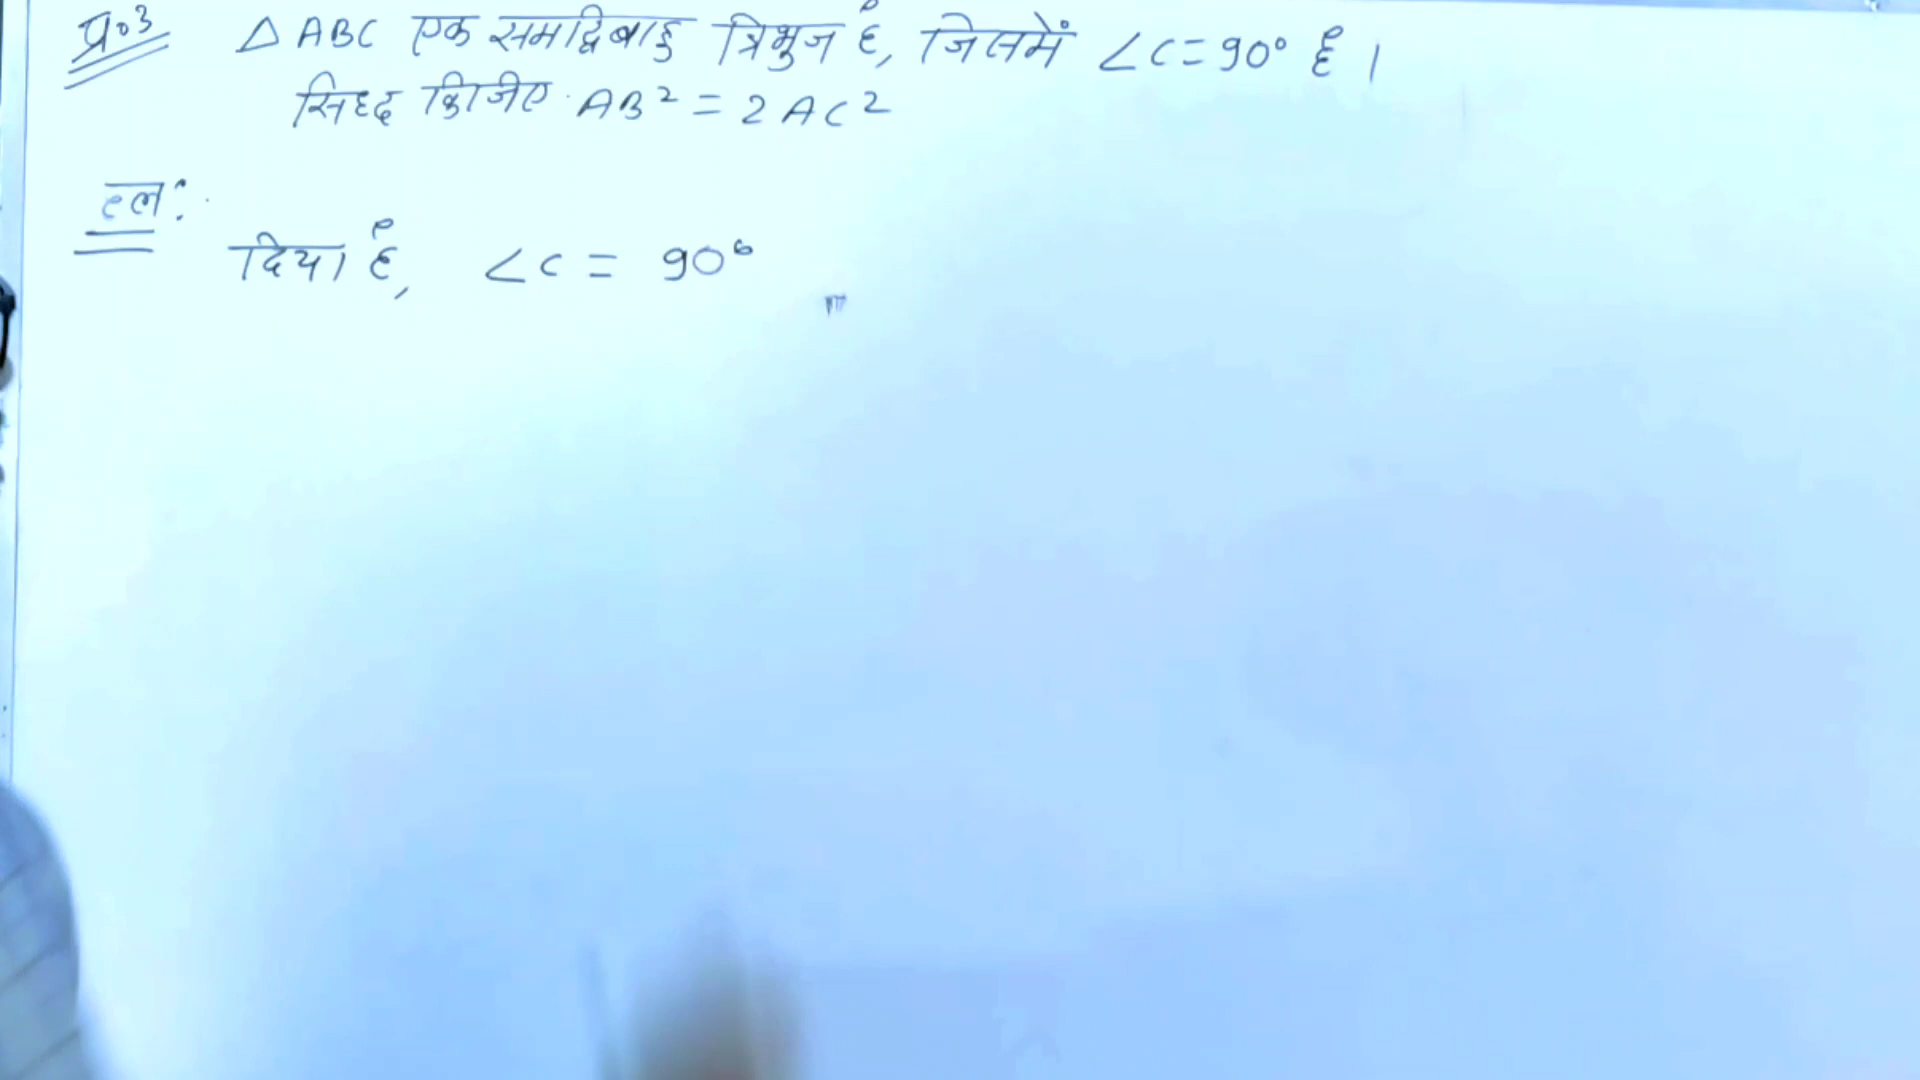 प्र०3 △ ABC एक समद्विबाहु त्रिभुज है, जिसमें ∠C = 90° है।
सिध्द किजीए AB² = 2AC²
हल:
दिया है, ∠C = 90°